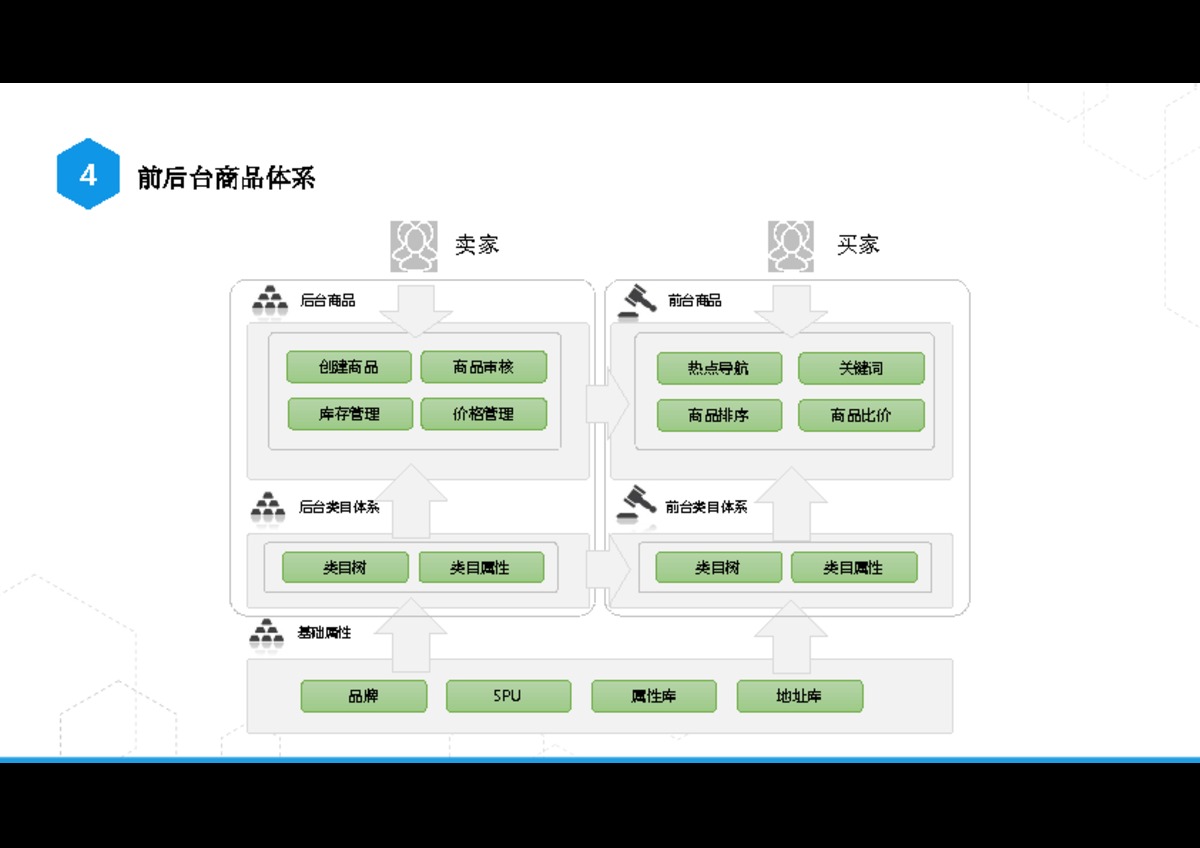 4
前后台商品体系
卖家
买家
后台商品
前台商品
创建商品
商品审核
热点导航
关键词
库存管理
价格管理
商品排序
商品比价
后台类目体系
前台类目体系
类目树
类目属性
类目树
类目属性
基础属性
品牌
SPU
属性库
地址库